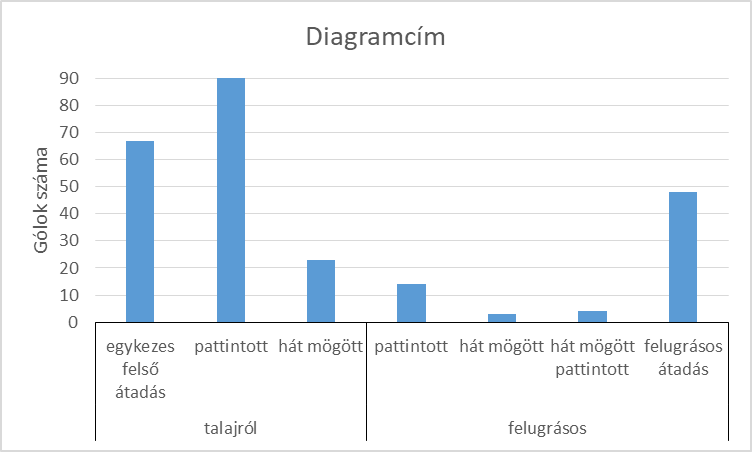 Diagramcím
Gólok száma
90
80
70
60
50
40
30
20
10
0
egykezes
felső
átadás
pattintott
hát mögött
pattintott
hát mögött
hát mögött
pattintott
felugrásos
átadás
talajról
felugrásos